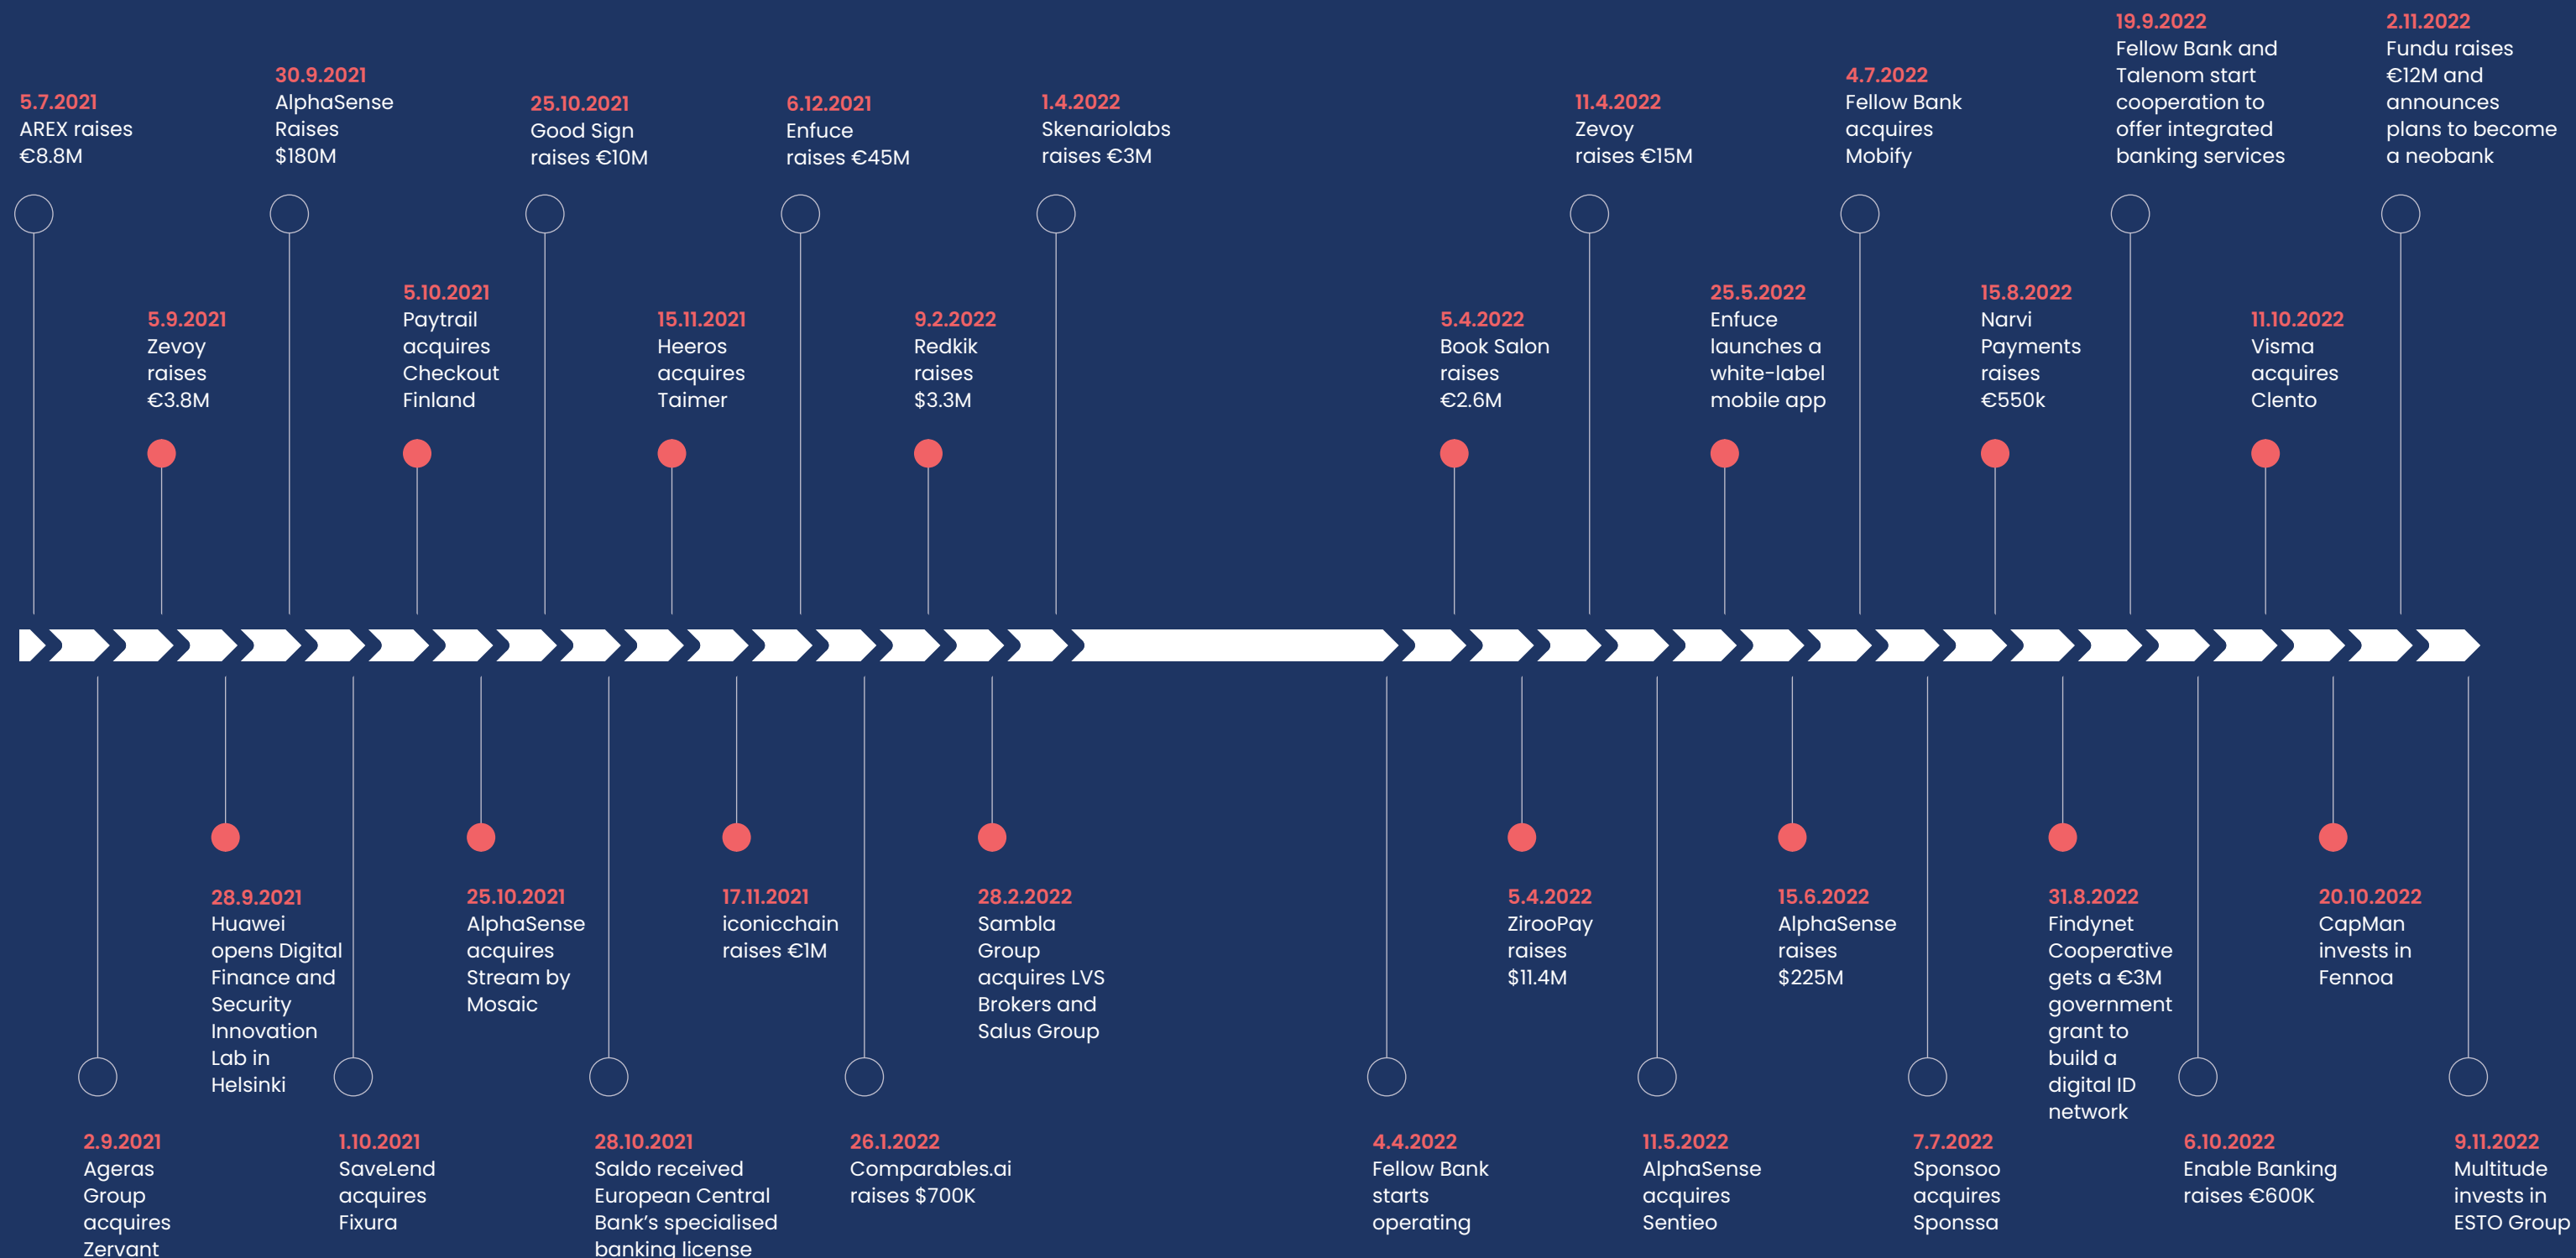 5.7.2021
AREX raises
€8.8M
30.9.2021
AlphaSense
Raises
$180M
25.10.2021
Good Sign
raises €10M
6.12.2021
Enfuce
raises €45M
1.4.2022
Skenariolabs
raises €3M
11.4.2022
Zevoy
raises €15M
4.7.2022
Fellow Bank
acquires
Mobify
19.9.2022
Fellow Bank and
Talenom start
cooperation to
offer integrated
banking services
2.11.2022
Fundu raises
€12M and
announces
plans to become
a neobank
5.9.2021
Zevoy
raises
€3.8M
5.10.2021
Paytrail
acquires
Checkout
Finland
15.11.2021
Heeros
acquires
Taimer
9.2.2022
Redkik
raises
$3.3M
5.4.2022
Book Salon
raises
€2.6M
25.5.2022
Enfuce
launches a
white-label
mobile app
15.8.2022
Narvi
Payments
raises
€550k
11.10.2022
Visma
acquires
Clento
28.9.2021
Huawei
opens Digital
Finance and
Security
Innovation
Lab in
Helsinki
25.10.2021
AlphaSense
acquires
Stream by
Mosaic
17.11.2021
iconicchain
raises €1M
28.2.2022
Sambla
Group
acquires LVS
Brokers and
Salus Group
5.4.2022
ZirooPay
raises
$11.4M
15.6.2022
AlphaSense
raises
$225M
31.8.2022
Findynet
Cooperative
gets a €3M
government
grant to
build a
digital ID
network
20.10.2022
CapMan
invests in
Fennoa
2.9.2021
Ageras
Group
acquires
Zervant
1.10.2021
SaveLend
acquires
Fixura
28.10.2021
Saldo received
European Central
Bank’s specialised
banking license
26.1.2022
Comparables.ai
raises $700K
4.4.2022
Fellow Bank
starts
operating
11.5.2022
AlphaSense
acquires
Sentieo
7.7.2022
Sponsoo
acquires
Sponssa
6.10.2022
Enable Banking
raises €600K
9.11.2022
Multitude
invests in
ESTO Group